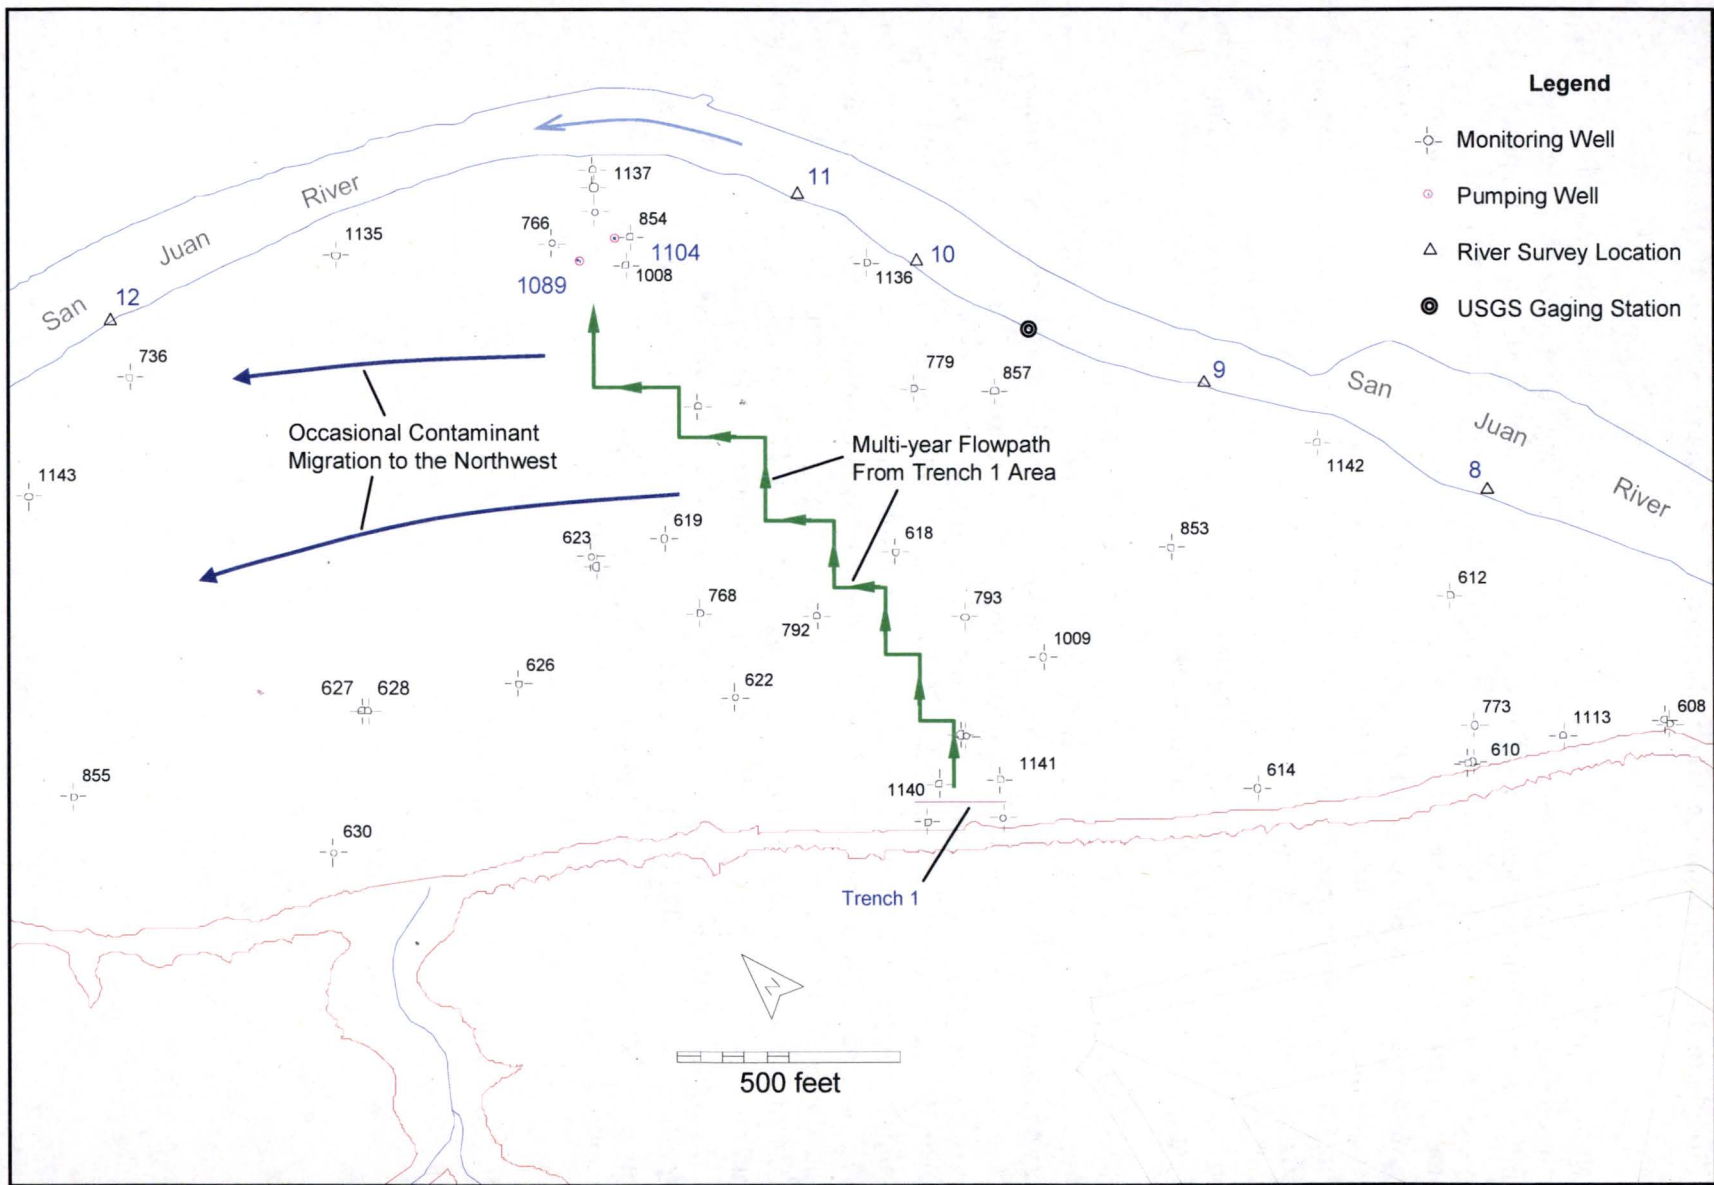 Legend
Monitoring Well
Pumping Well
River Survey Location
USGS Gaging Station
San Juan River
San Juan River
12
11
10
9
8
1137
1135
766
854
1104
1008
1089
1136
736
779
857
1142
1143
Occasional Contaminant
Migration to the Northwest
Multi-year Flowpath
From Trench 1 Area
619
623
618
853
612
768
792
793
1009
626
627
628
622
773
1113
608
610
855
1140
1141
614
630
Trench 1
N
500 feet